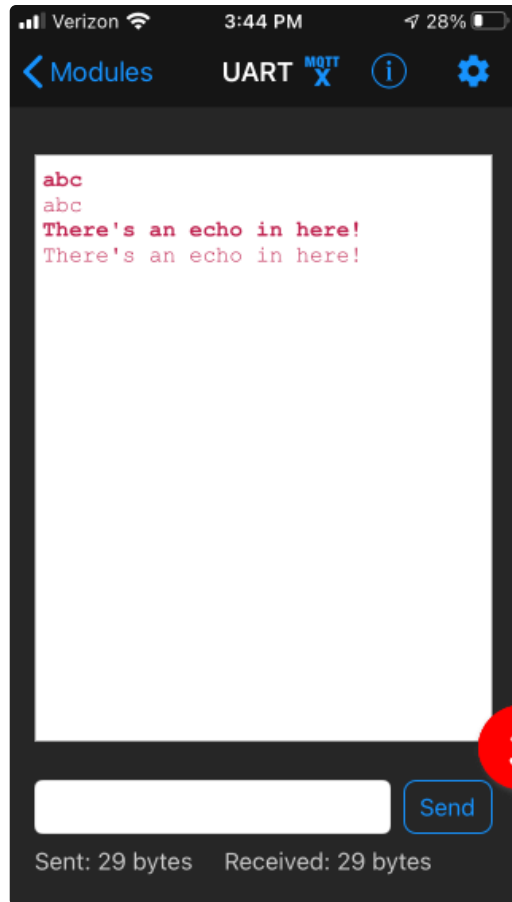 Verizon 3:44 PM 28%
Modules UART MQTT X i
abc
abc
There's an echo in here!
There's an echo in here!
Send
Sent: 29 bytes Received: 29 bytes